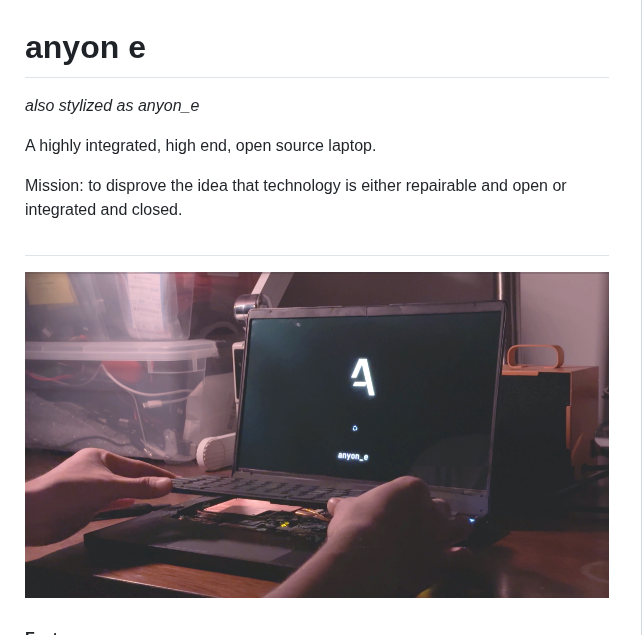 anyon e
also stylized as anyon_e
A highly integrated, high end, open source laptop.
Mission: to disprove the idea that technology is either repairable and open or
integrated and closed.
A
anyon_e